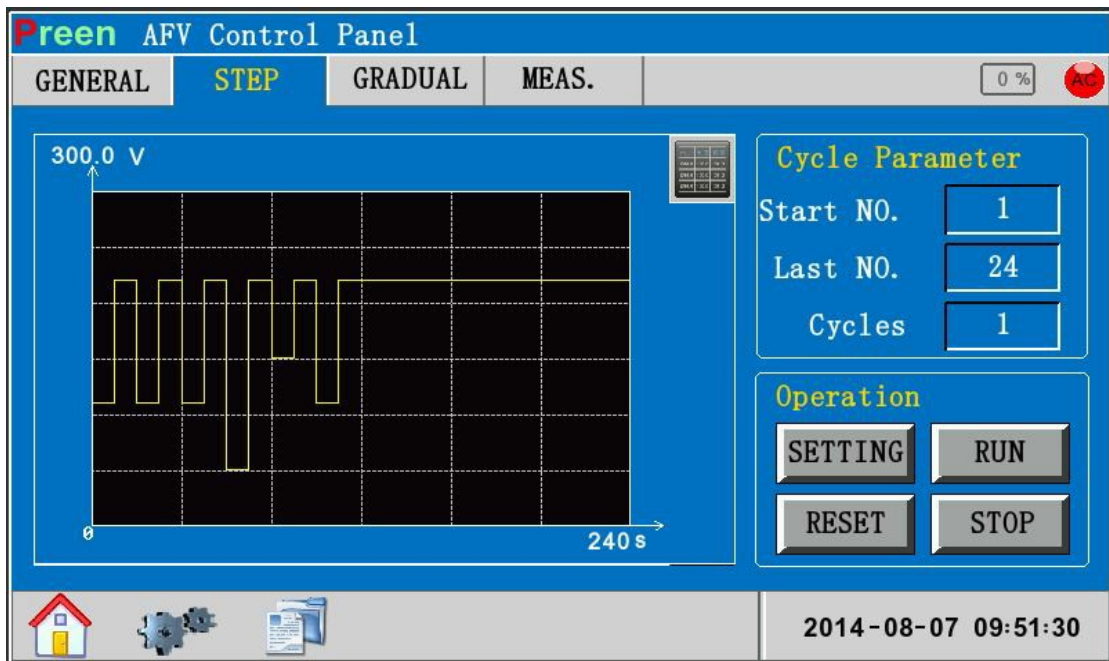 Preen AFV Control Panel
GENERAL STEP GRADUAL MEAS. 0 % AC
300.0 V
0
240 s
Cycle Parameter
Start NO. 1
Last NO. 24
Cycles 1
Operation
SETTING RUN
RESET STOP
2014-08-07 09:51:30